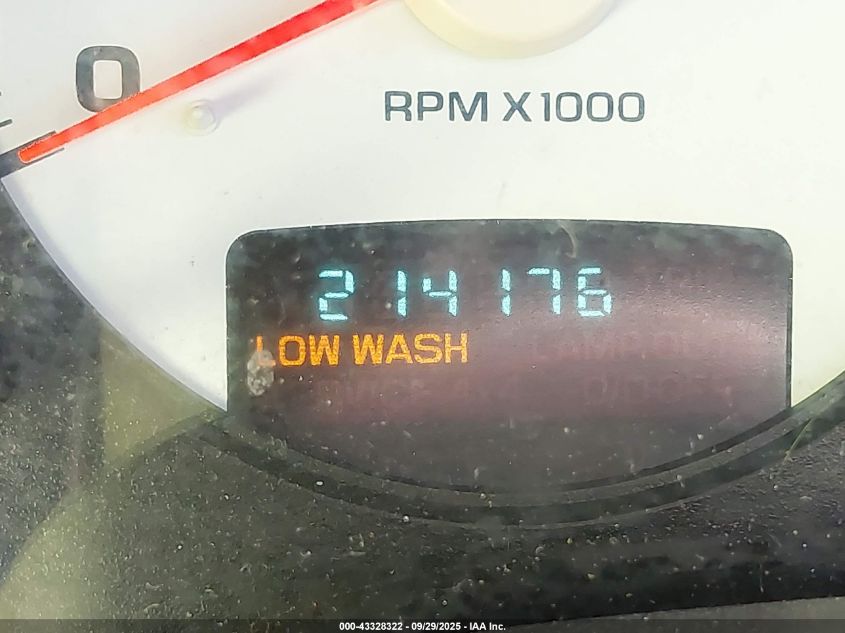 0
RPM X1000
214176
LOW WASH
000-43328322 - 09/29/2025 - IAA Inc.